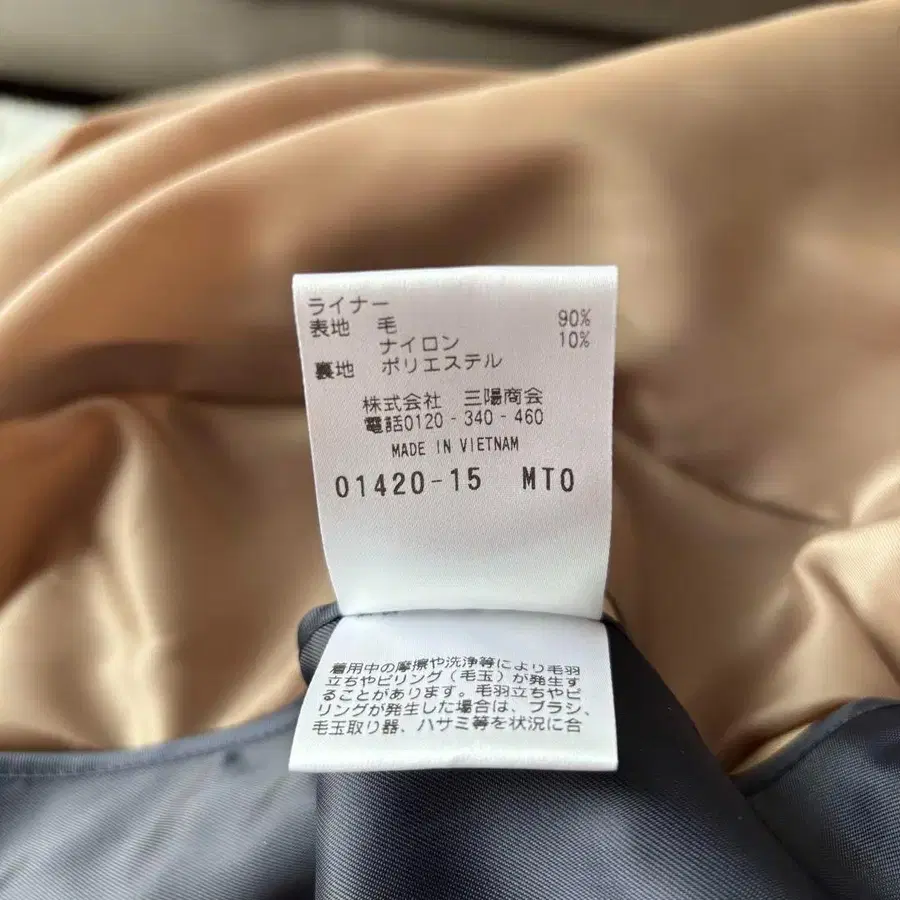 ライナー
表地 毛 90%
ナイロン 10%
裏地 ポリエステル
株式会社 三陽商会
電話0120-340-460
MADE IN VIETNAM
01420-15 MTO
着用中の摩擦や洗浄等により毛羽
立ちやピリング(毛玉)が発生す
ることがあります。毛羽立ちやピ
リングが発生した場合は、ブラシ、
毛玉取り器、ハサミ等を状況に合